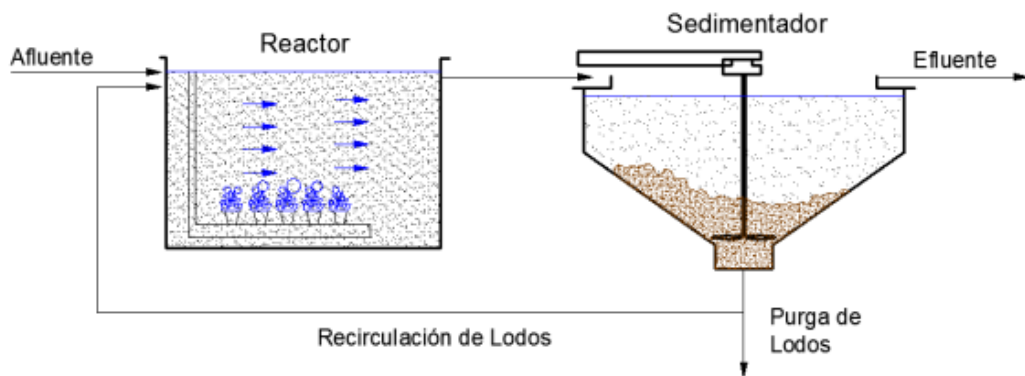 Sedimentador
Reactor
Afluente
Efluente
Recirculación de Lodos
Purga de
Lodos